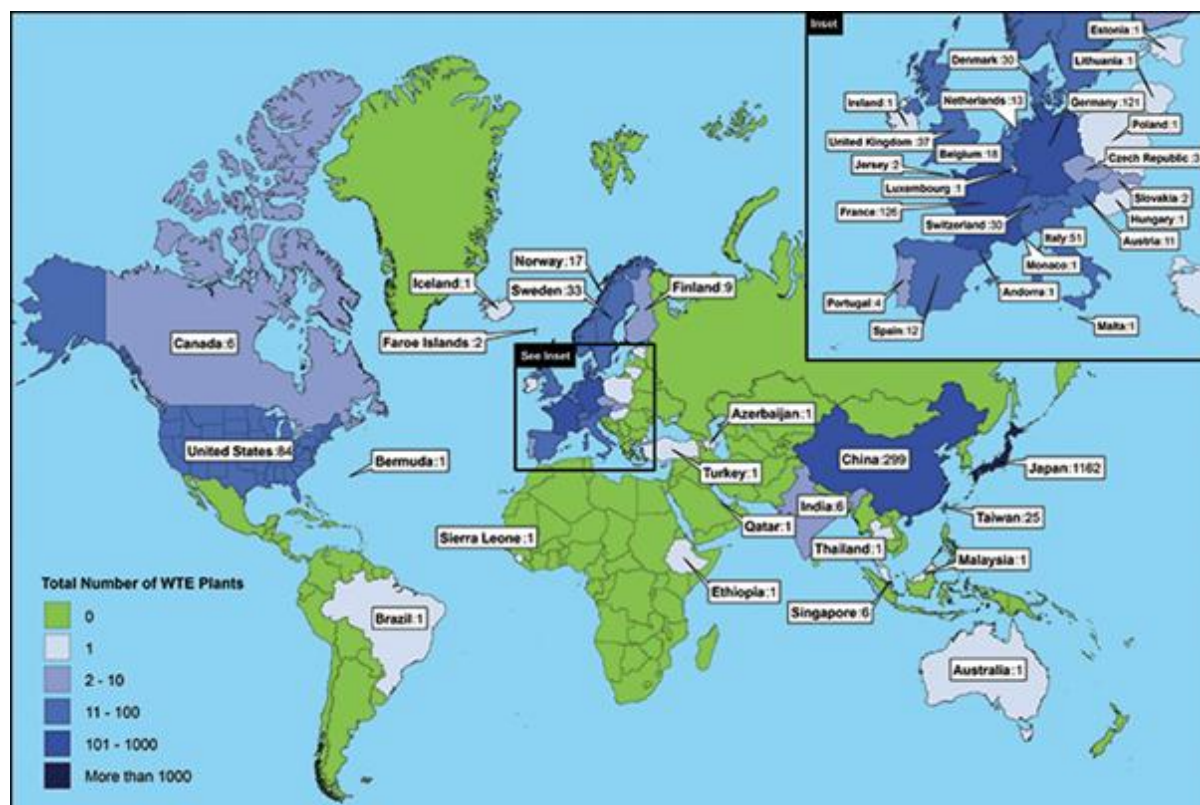 Inset
Estonia :1
Denmark :30
Lithuania :1
Ireland :1
Netherlands :13
Germany :121
Poland :1
United Kingdom :37
Belgium :18
Czech Republic :3
Jersey :2
Luxembourg :1
Slovakia :2
France :126
Hungary :1
Switzerland :30
Italy :51
Austria :11
Monaco :1
Portugal :4
Andorra :1
Spain :12
Malta :1
Norway :17
Iceland :1
Sweden :33
Finland :9
Faroe Islands :2
Canada :6
See Inset
Azerbaijan :1
United States :84
Bermuda :1
China :299
Japan :1162
Turkey :1
India :6
Qatar :1
Taiwan :25
Sierra Leone :1
Thailand :1
Malaysia :1
Ethiopia :1
Singapore :6
Brazil :1
Australia :1
Total Number of WTE Plants
0
1
2 - 10
11 - 100
101 - 1000
More than 1000